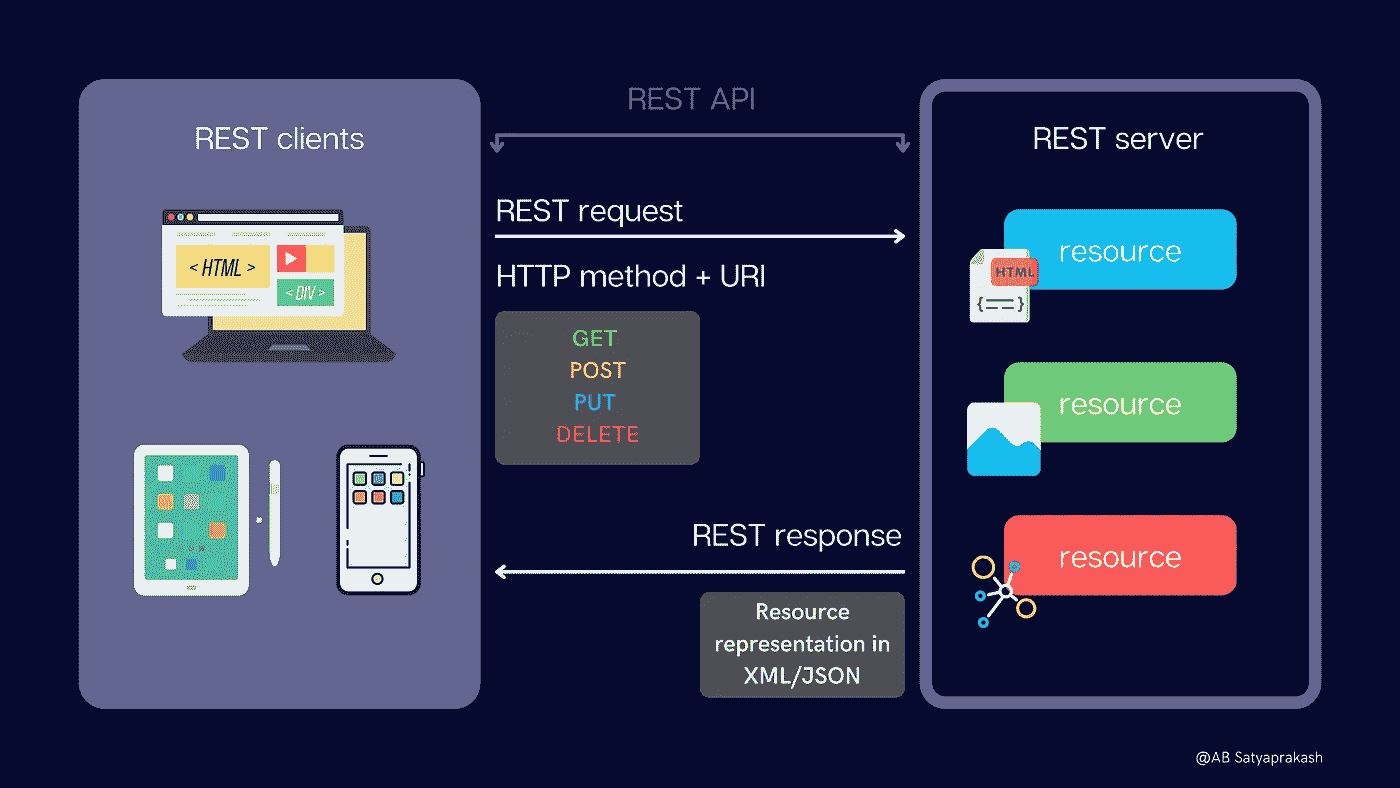 REST API
REST clients
REST server
REST request
HTTP method + URI
GET
POST
PUT
DELETE
REST response
Resource
representation in
XML/JSON
< HTML >
< DIV >
resource
HTML
{==}
resource
resource
@AB Satyaprakash